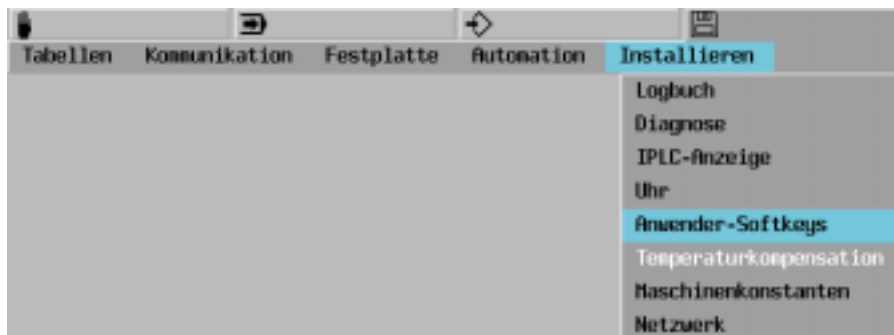 Tabellen Kommunikation Festplatte Automation Installieren
Logbuch
Diagnose
IPLC-Anzeige
Uhr
Anwender-Softkeys
Temperaturkompensation
Maschinenkonstanten
Netzwerk